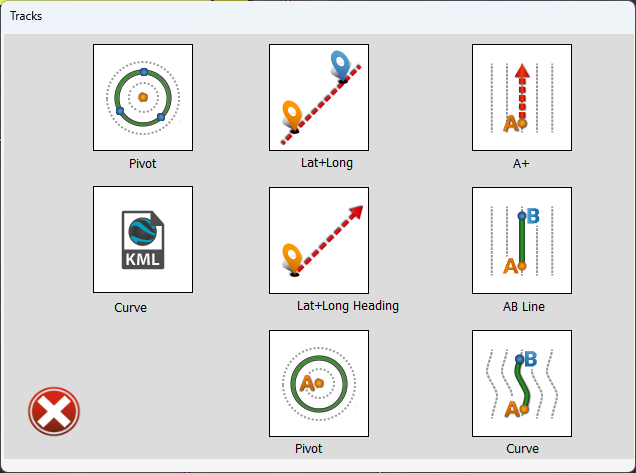 Tracks
Pivot
Lat+Long
A
A+
KML
Curve
Lat+Long Heading
B
A
AB Line
A
Pivot
B
A
Curve